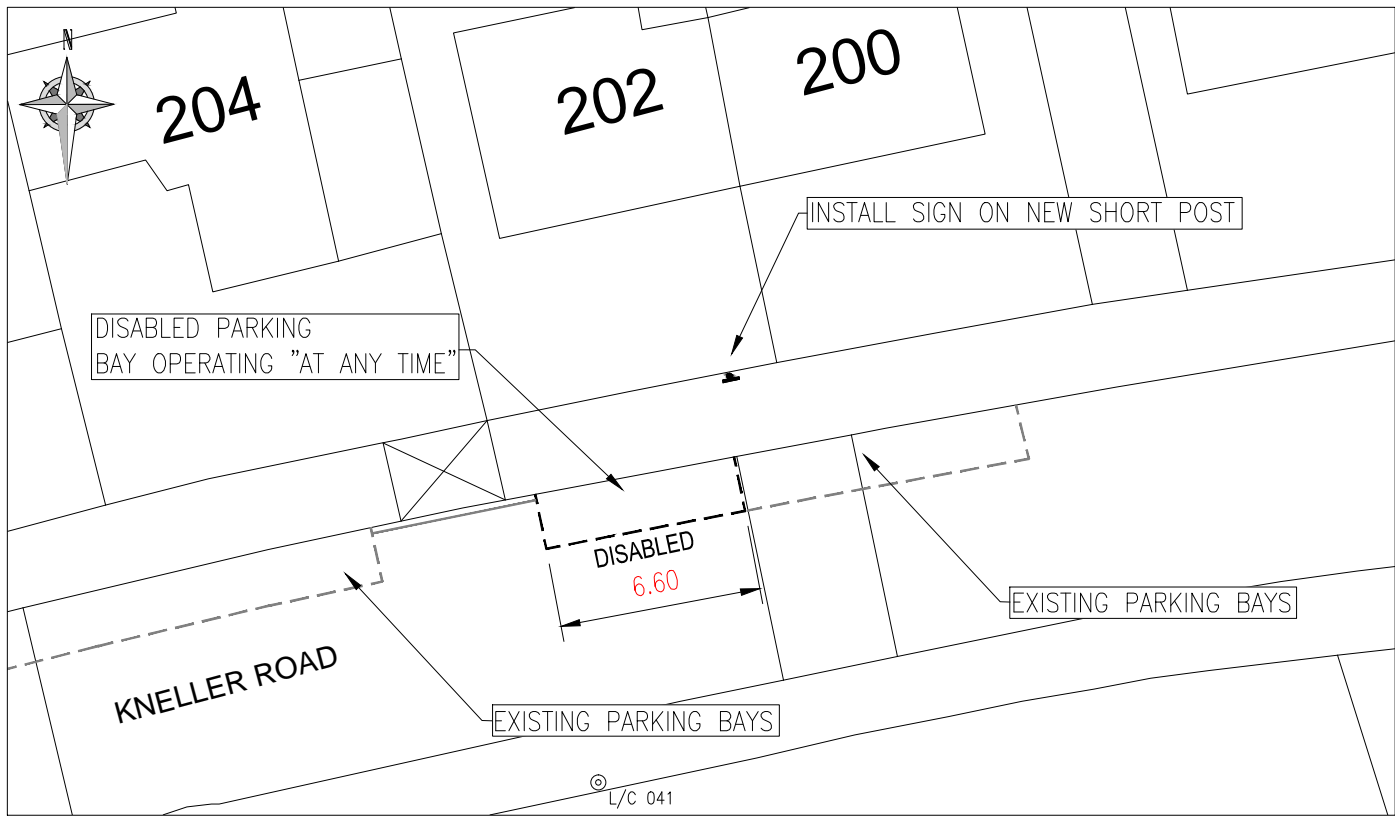 N
204
202
200
INSTALL SIGN ON NEW SHORT POST
DISABLED PARKING
BAY OPERATING "AT ANY TIME"
DISABLED
6.60
EXISTING PARKING BAYS
KNELLER ROAD
EXISTING PARKING BAYS
L/C 041